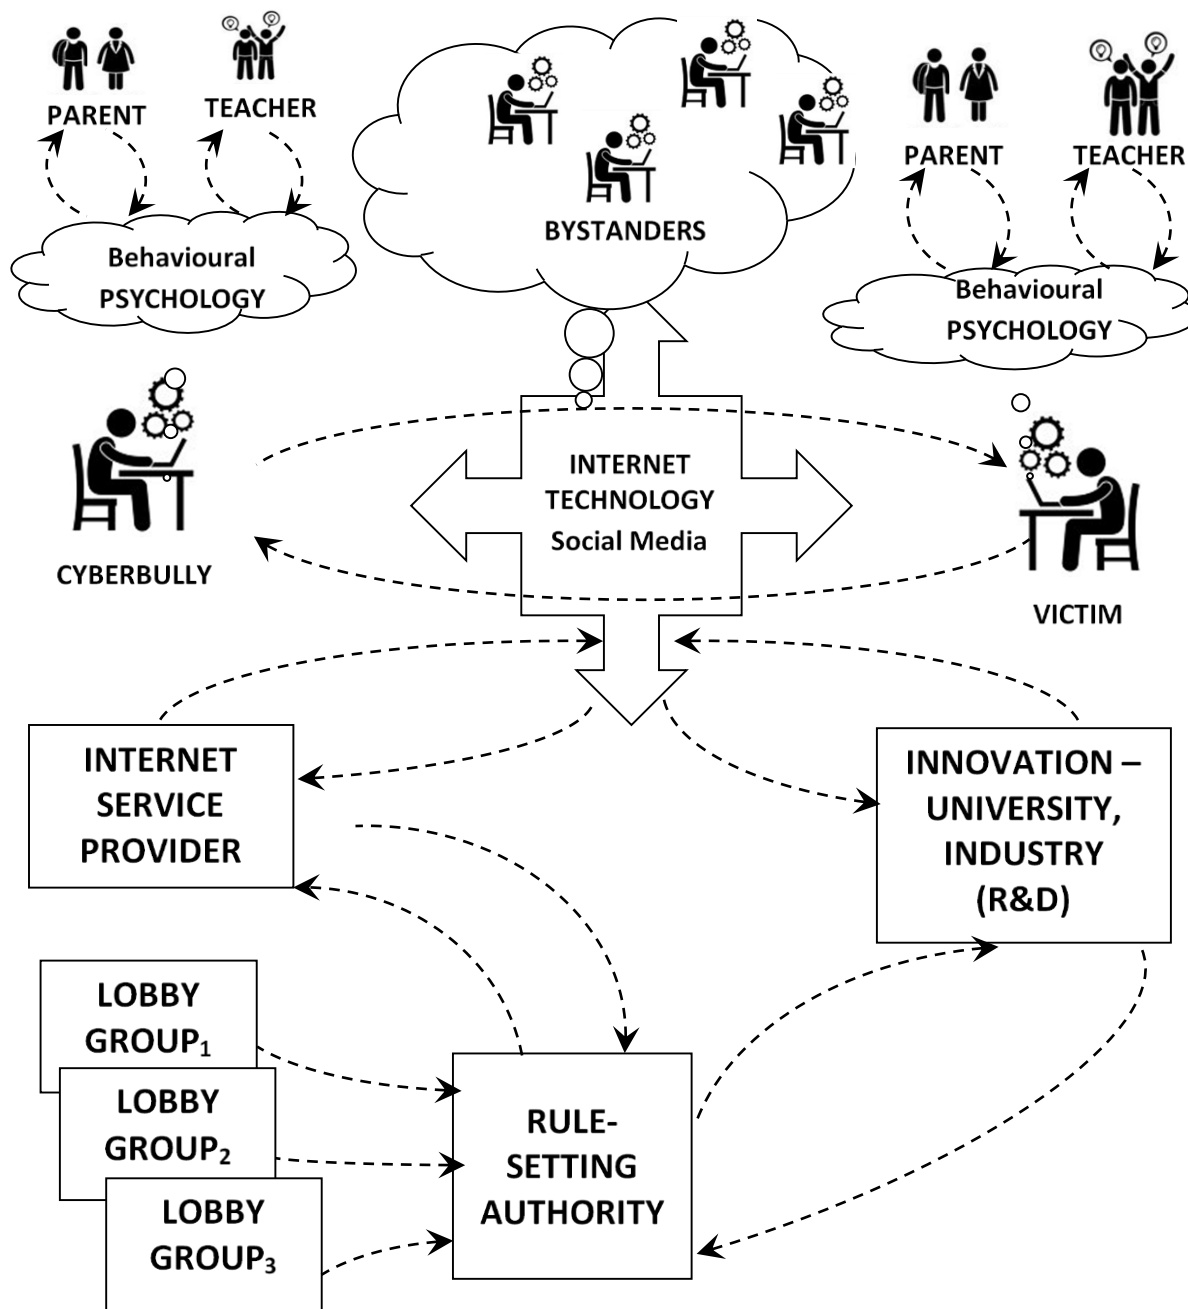 PARENT
TEACHER
BYSTANDERS
PARENT
TEACHER
Behavioural
PSYCHOLOGY
Behavioural
PSYCHOLOGY
CYBERBULLY
INTERNET
TECHNOLOGY
Social Media
VICTIM
INTERNET
SERVICE
PROVIDER
INNOVATION –
UNIVERSITY,
INDUSTRY
(R&D)
LOBBY
GROUP₁
LOBBY
GROUP₂
LOBBY
GROUP₃
RULE-
SETTING
AUTHORITY